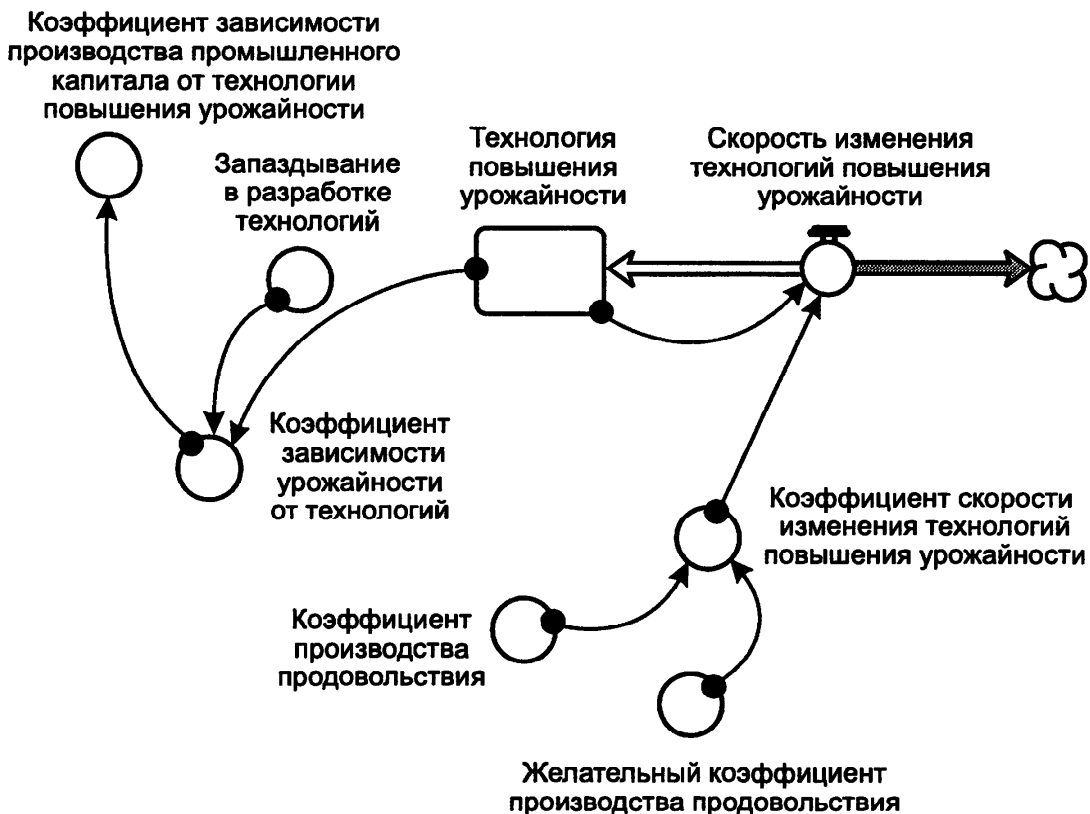 Коэффициент зависимости
производства промышленного
капитала от технологии
повышения урожайности
Запаздывание
в разработке
технологий
Технология
повышения
урожайности
Скорость изменения
технологий повышения
урожайности
Коэффициент
зависимости
урожайности
от технологий
Коэффициент скорости
изменения технологий
повышения урожайности
Коэффициент
производства
продовольствия
Желательный коэффициент
производства продовольствия